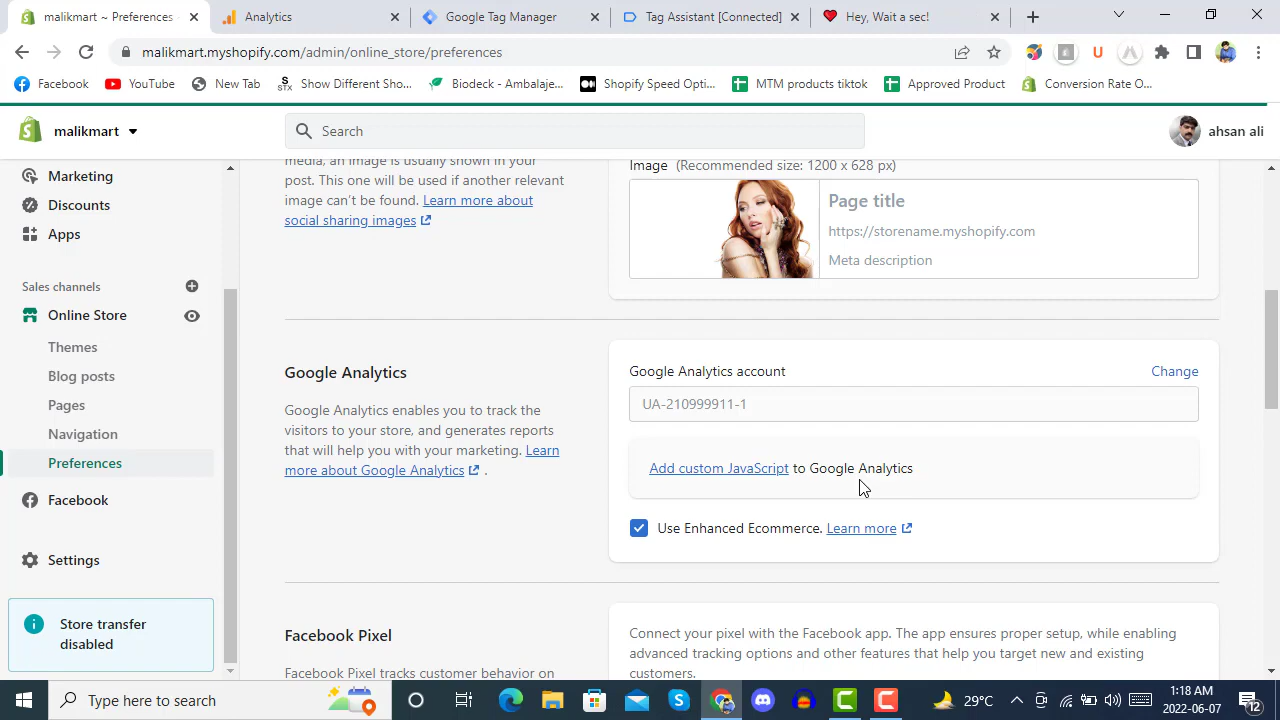 malikmart ~ Preferences
Analytics
Google Tag Manager
Tag Assistant [Connected]
Hey, Wait a sec!
malikmart.myshopify.com/admin/online_store/preferences
Facebook
YouTube
New Tab
Show Different Sho...
Biodeck - Ambalaje...
Shopify Speed Opti...
MTM products tiktok
Approved Product
Conversion Rate O...
malikmart
Search
ahsan ali
Marketing
Discounts
Apps
Sales channels
Online Store
Themes
Blog posts
Pages
Navigation
Preferences
Facebook
Settings
Store transfer
disabled
media, an image is usually shown in your
post. This one will be used if another relevant
image can't be found. Learn more about
social sharing images
Image (Recommended size: 1200 x 628 px)
Page title
https://storename.myshopify.com
Meta description
Google Analytics
Google Analytics enables you to track the
visitors to your store, and generates reports
that will help you with your marketing. Learn
more about Google Analytics .
Google Analytics account
Change
UA-210999911-1
Add custom JavaScript to Google Analytics
Use Enhanced Ecommerce. Learn more
Facebook Pixel
Facebook Pixel tracks customer behavior on
Connect your pixel with the Facebook app. The app ensures proper setup, while enabling
advanced tracking options and other features that help you target new and existing
customers.
Type here to search
29°C
1:18 AM
2022-06-07
12